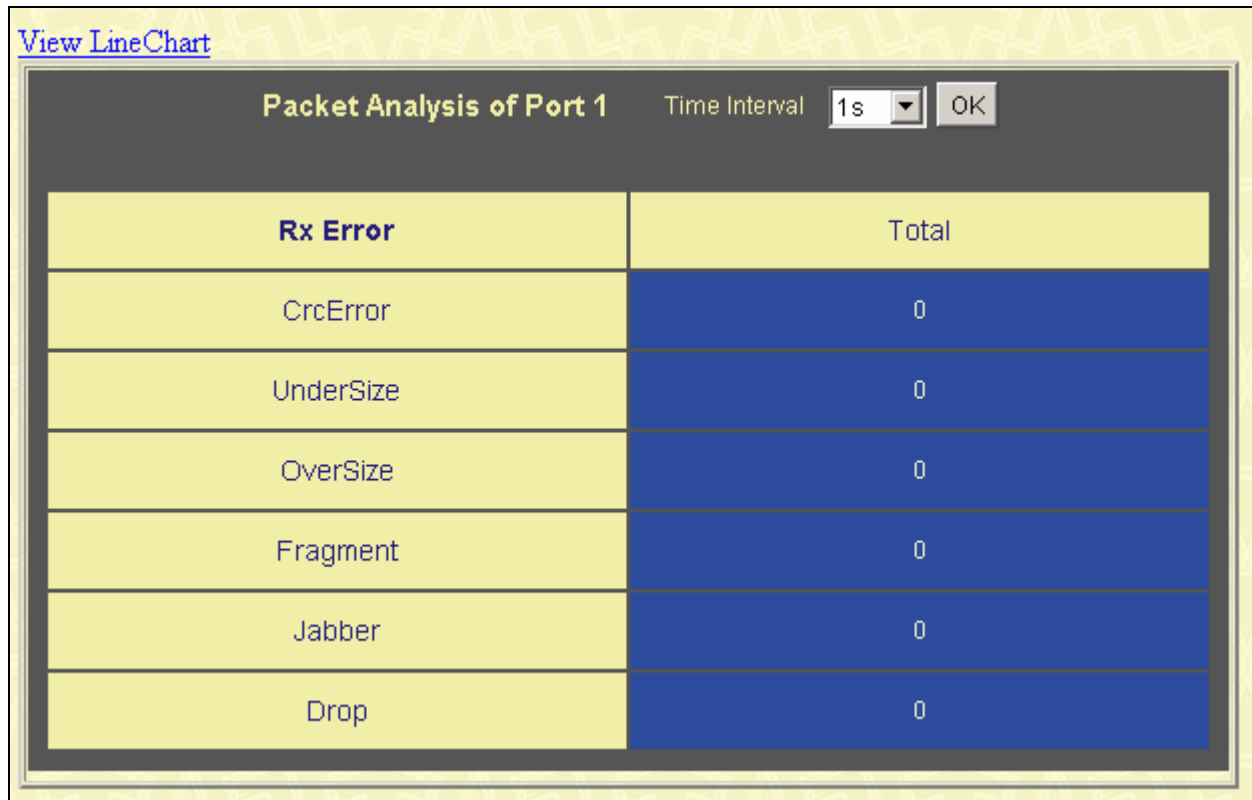 View LineChart
Packet Analysis of Port 1 Time Interval 1s OK
Rx Error Total
CrcError 0
UnderSize 0
OverSize 0
Fragment 0
Jabber 0
Drop 0